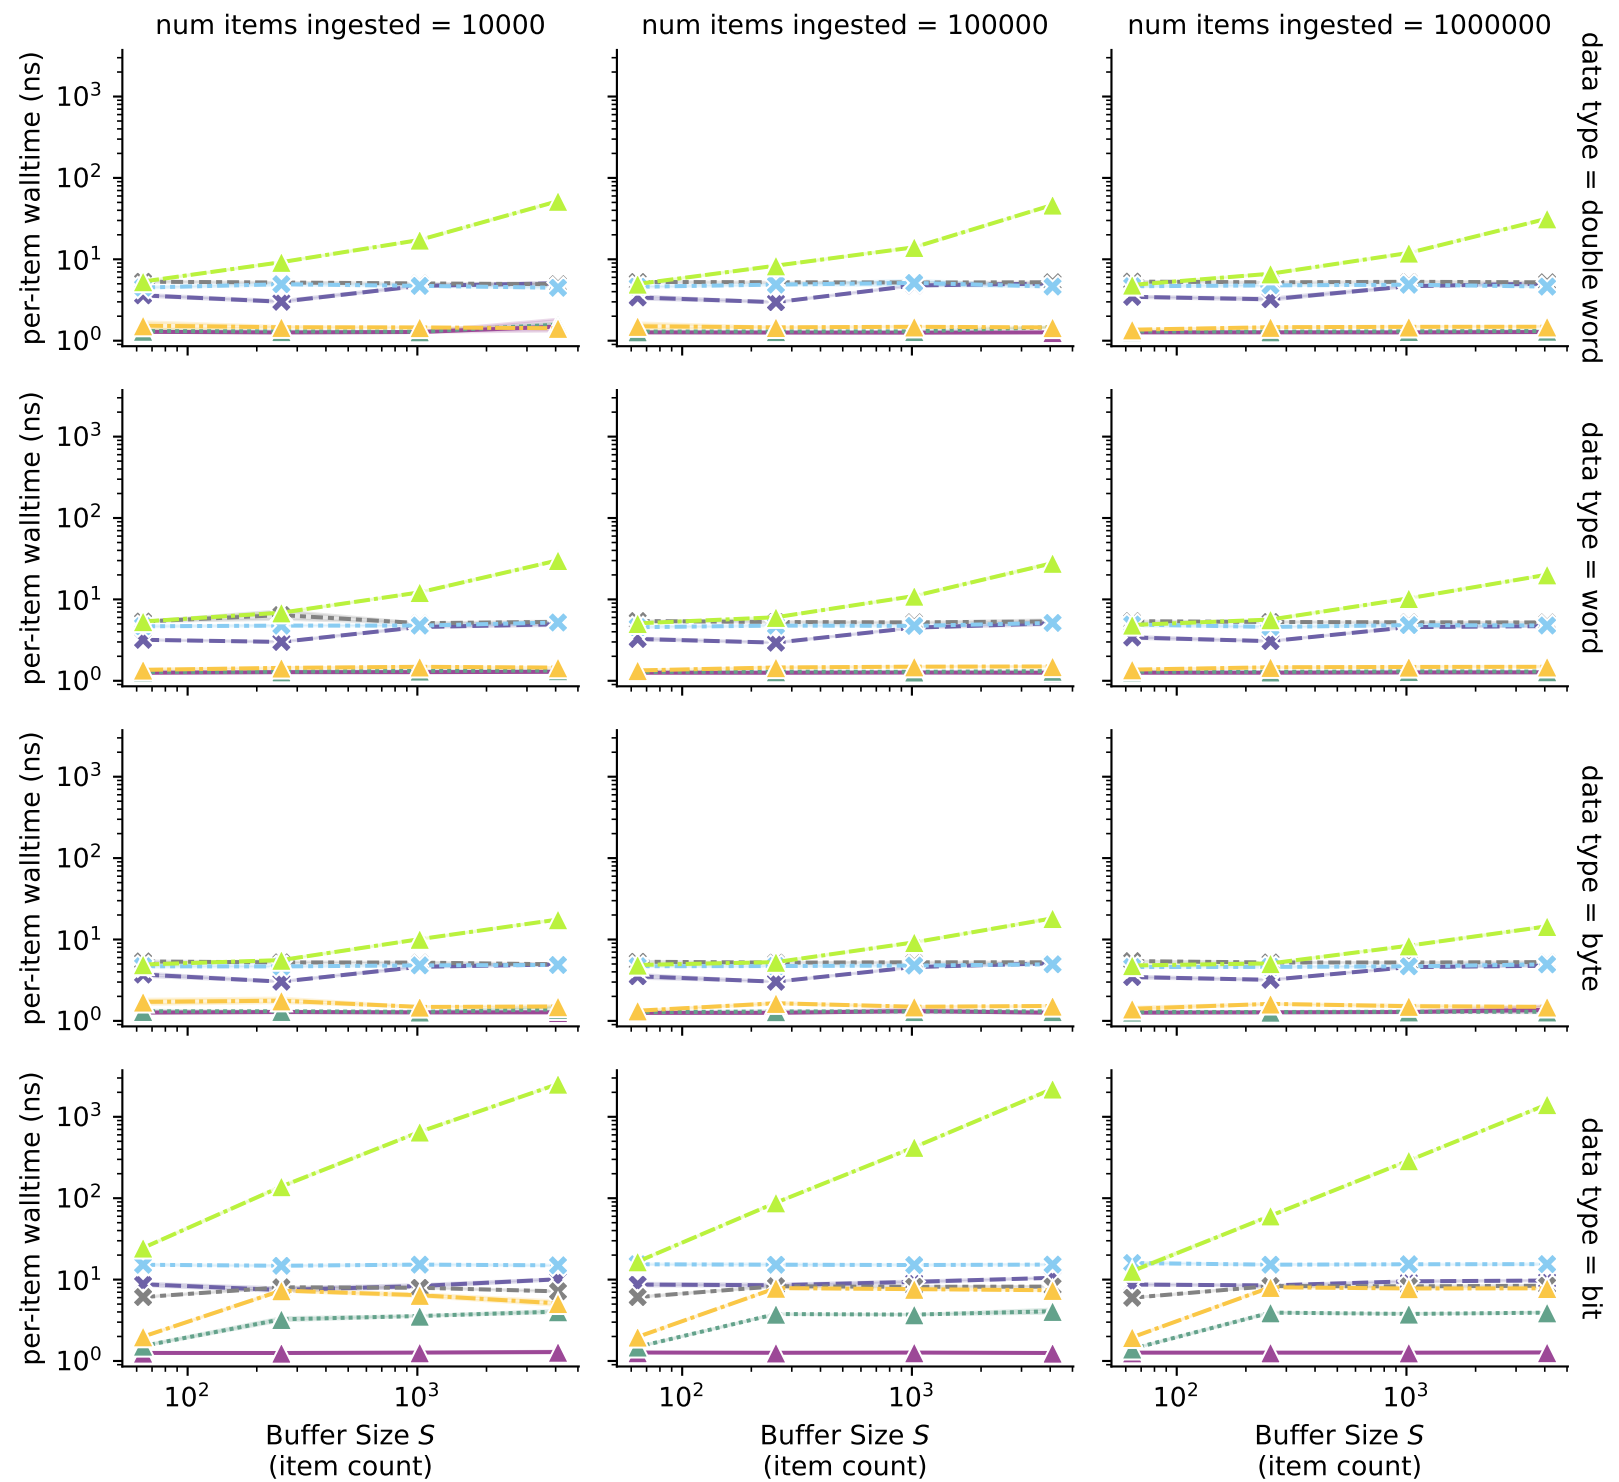 num items ingested = 10000
num items ingested = 100000
num items ingested = 1000000
per-item walltime (ns)
10³
10²
10¹
10⁰
data type = double word
per-item walltime (ns)
10³
10²
10¹
10⁰
data type = word
per-item walltime (ns)
10³
10²
10¹
10⁰
data type = byte
per-item walltime (ns)
10³
10²
10¹
10⁰
data type = bit
10² 10³
10² 10³
10² 10³
Buffer Size S
(item count)
Buffer Size S
(item count)
Buffer Size S
(item count)